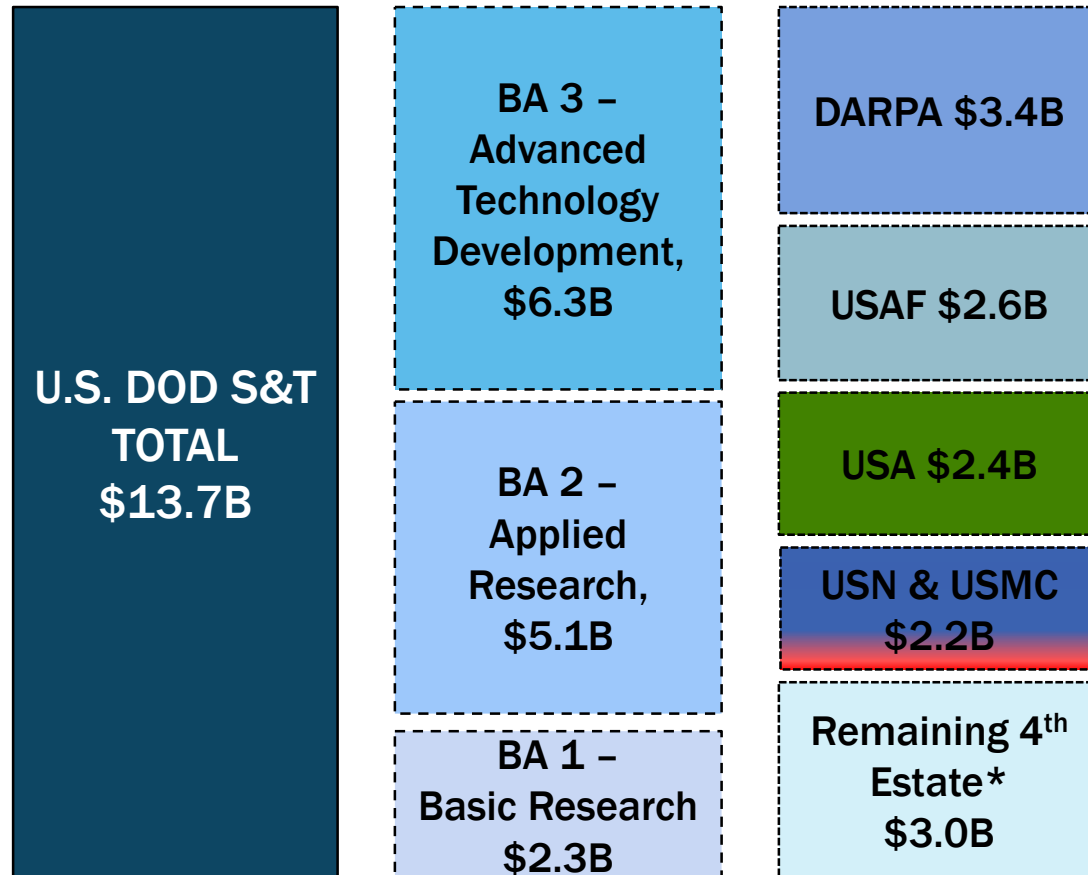 U.S. DOD S&T
TOTAL
$13.7B
BA 3 –
Advanced
Technology
Development,
$6.3B
BA 2 –
Applied
Research,
$5.1B
BA 1 –
Basic Research
$2.3B
DARPA $3.4B
USAF $2.6B
USA $2.4B
USN & USMC
$2.2B
Remaining 4th
Estate*
$3.0B